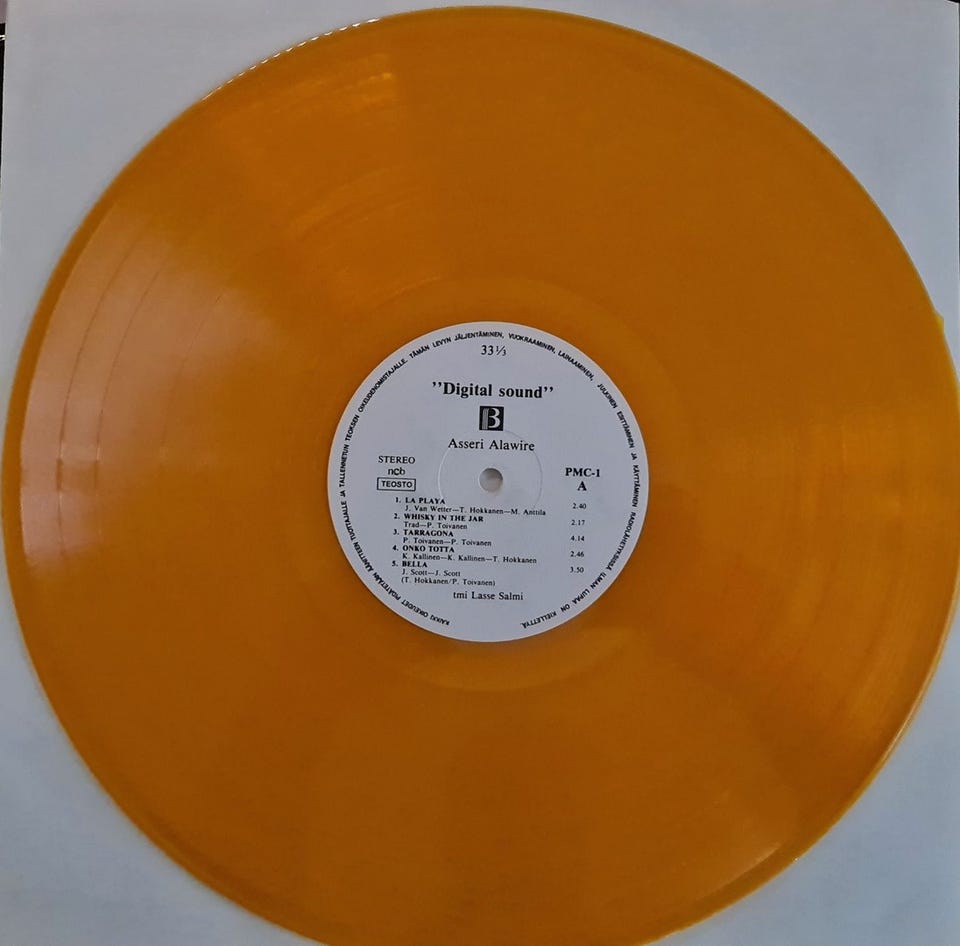 KAIKKI OIKEUDET PIDÄTETÄÄN ÄÄNITTEEN TUOTTAJALLE JA TALLENNETUN TEOKSEN OIKEUDENOMISTAJALLE. TÄMÄN LEVYN JÄLJENTÄMINEN, VUOKRAAMINEN, LAINAAMINEN, JULKINEN ESITTÄMINEN JA KÄYTTÄMINEN RADIOLÄHETYKSISSÄ ILMAN LUPAA ON KIELLETTYÄ.
33⅓
’’Digital sound’’
B
Asseri Alawire
STEREO
ncb
TEOSTO
PMC-1
A
1. LA PLAYA 2.40
J. Van Wetter—T. Hokkanen—M. Anttila
2. WHISKY IN THE JAR 2.17
Trad—P. Toivanen
3. TARRAGONA 4.14
P. Toivanen—P. Toivanen
4. ONKO TOTTA 2.46
K. Kallinen—K. Kallinen—T. Hokkanen
5. BELLA 3.50
J. Scott—J. Scott
(T. Hokkanen/P. Toivanen)
tmi Lasse Salmi